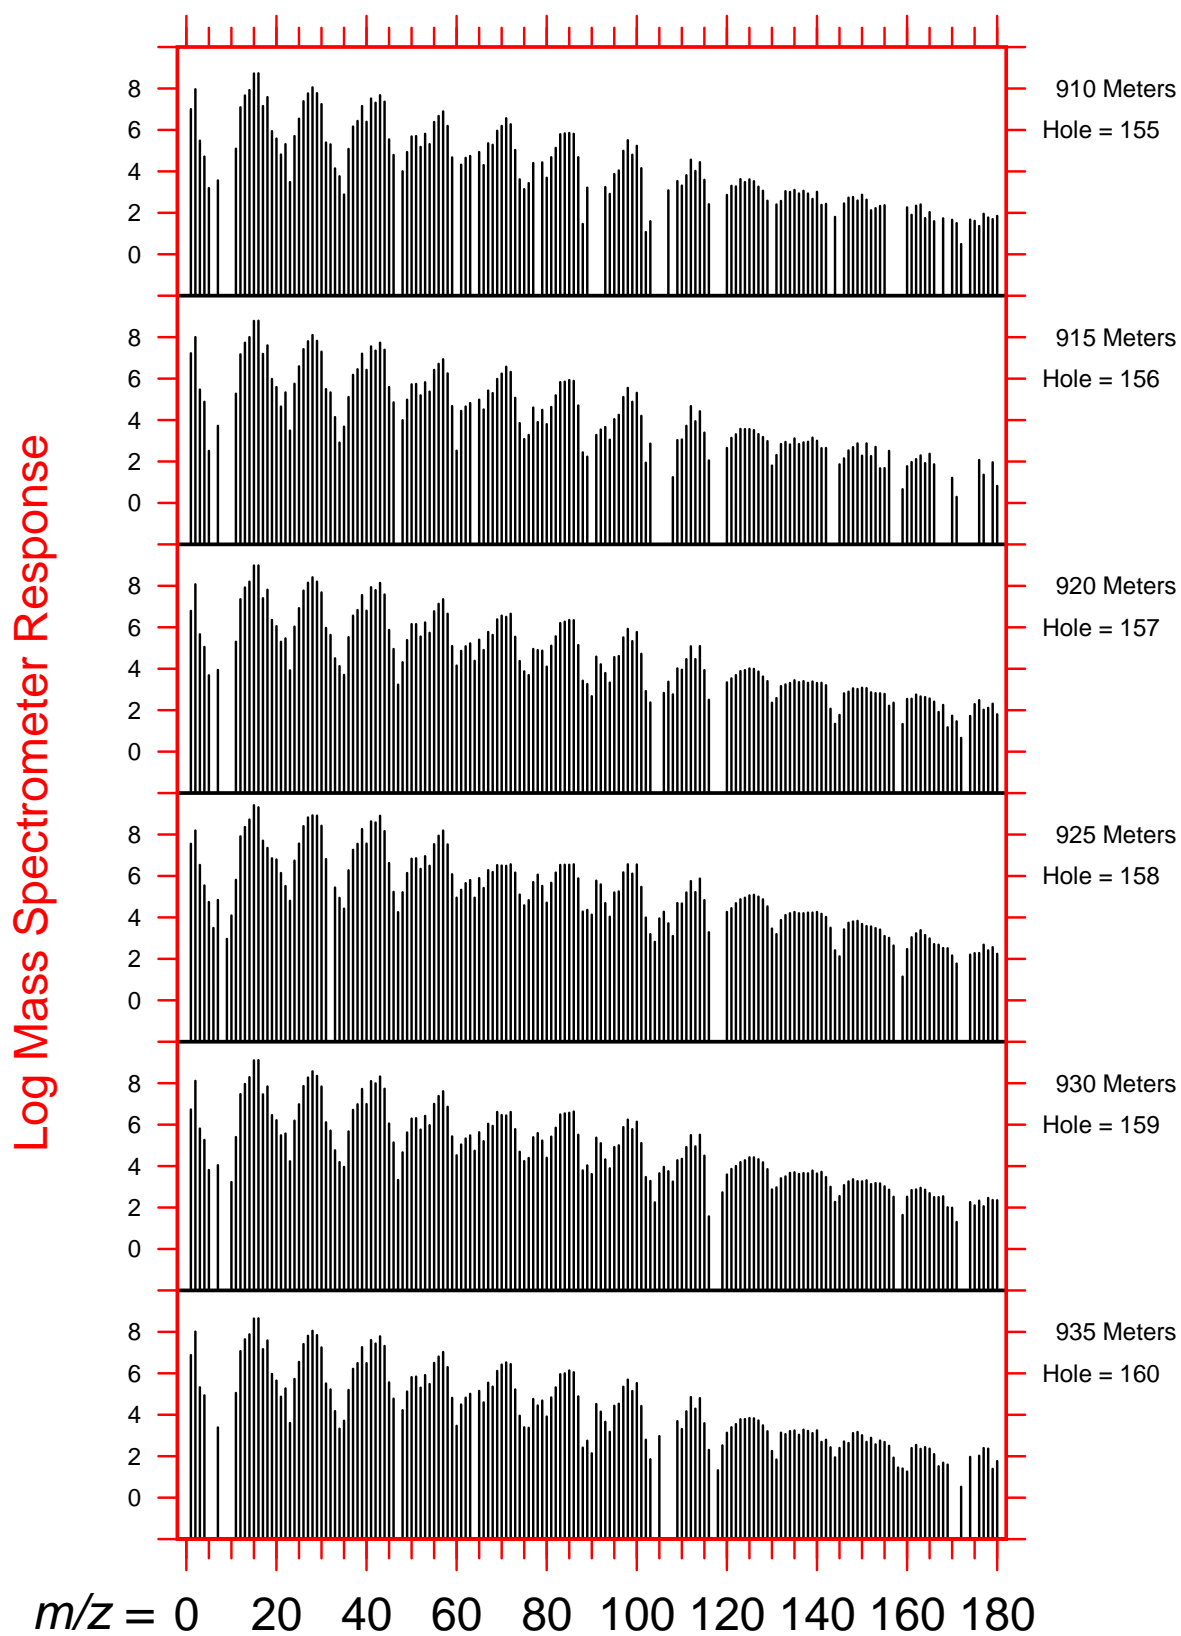 8
6
4
2
0
910 Meters
Hole = 155
8
6
4
2
0
915 Meters
Hole = 156
8
6
4
2
0
920 Meters
Hole = 157
8
6
4
2
0
925 Meters
Hole = 158
8
6
4
2
0
930 Meters
Hole = 159
8
6
4
2
0
935 Meters
Hole = 160
Log Mass Spectrometer Response
m/z = 0 20 40 60 80 100 120 140 160 180